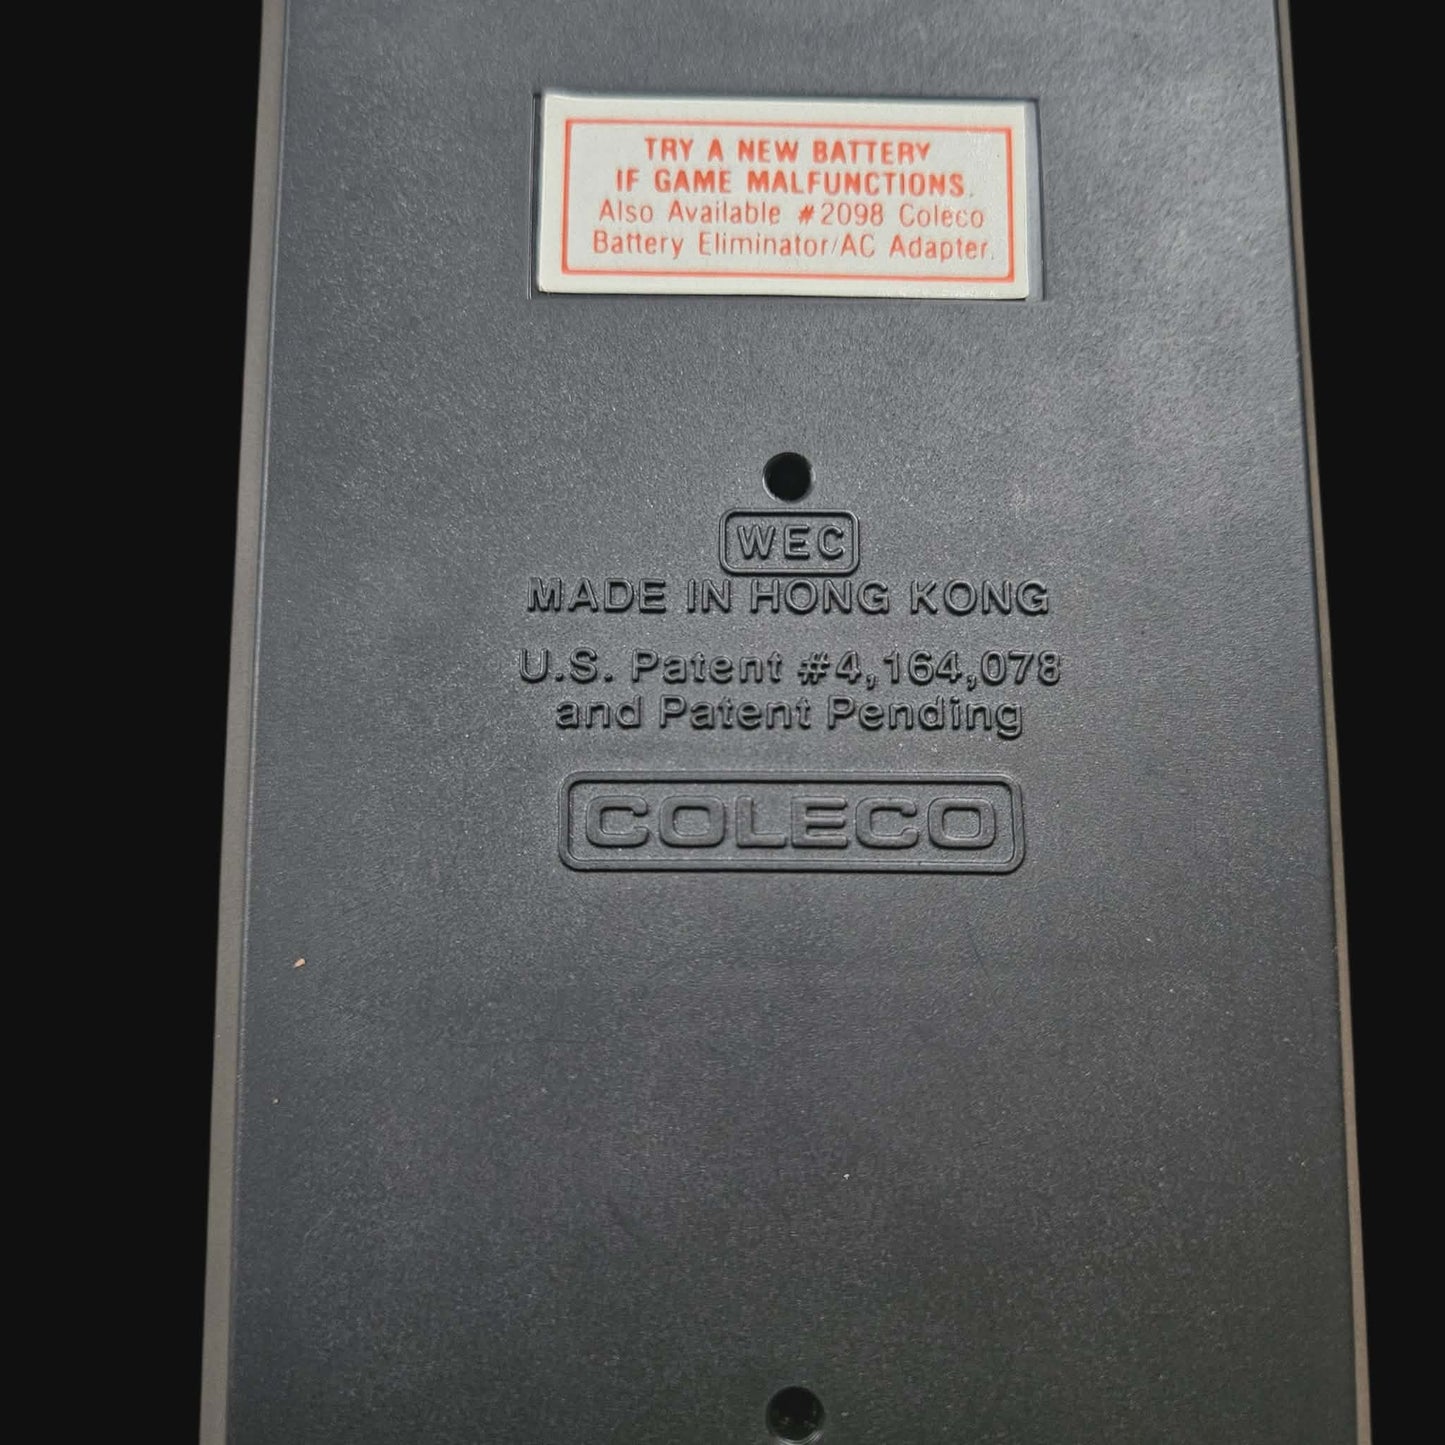 TRY A NEW BATTERY
IF GAME MALFUNCTIONS.
Also Available #2098 Coleco
Battery Eliminator/AC Adapter.
WEC
MADE IN HONG KONG
U.S. Patent #4,164,078
and Patent Pending
COLECO